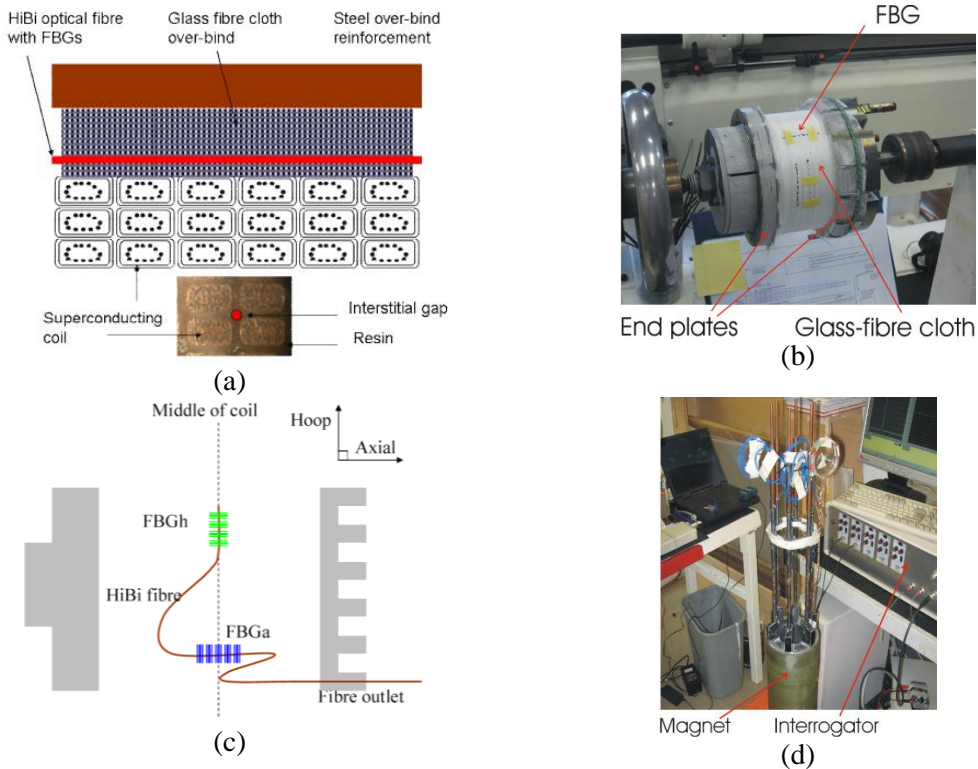 HiBi optical fibre
with FBGs
Glass fibre cloth
over-bind
Steel over-bind
reinforcement
Superconducting
coil
Interstitial gap
Resin
(a)
FBG
End plates
Glass-fibre cloth
(b)
Middle of coil
Hoop
Axial
FBGh
HiBi fibre
FBGa
Fibre outlet
(c)
Magnet
Interrogator
(d)